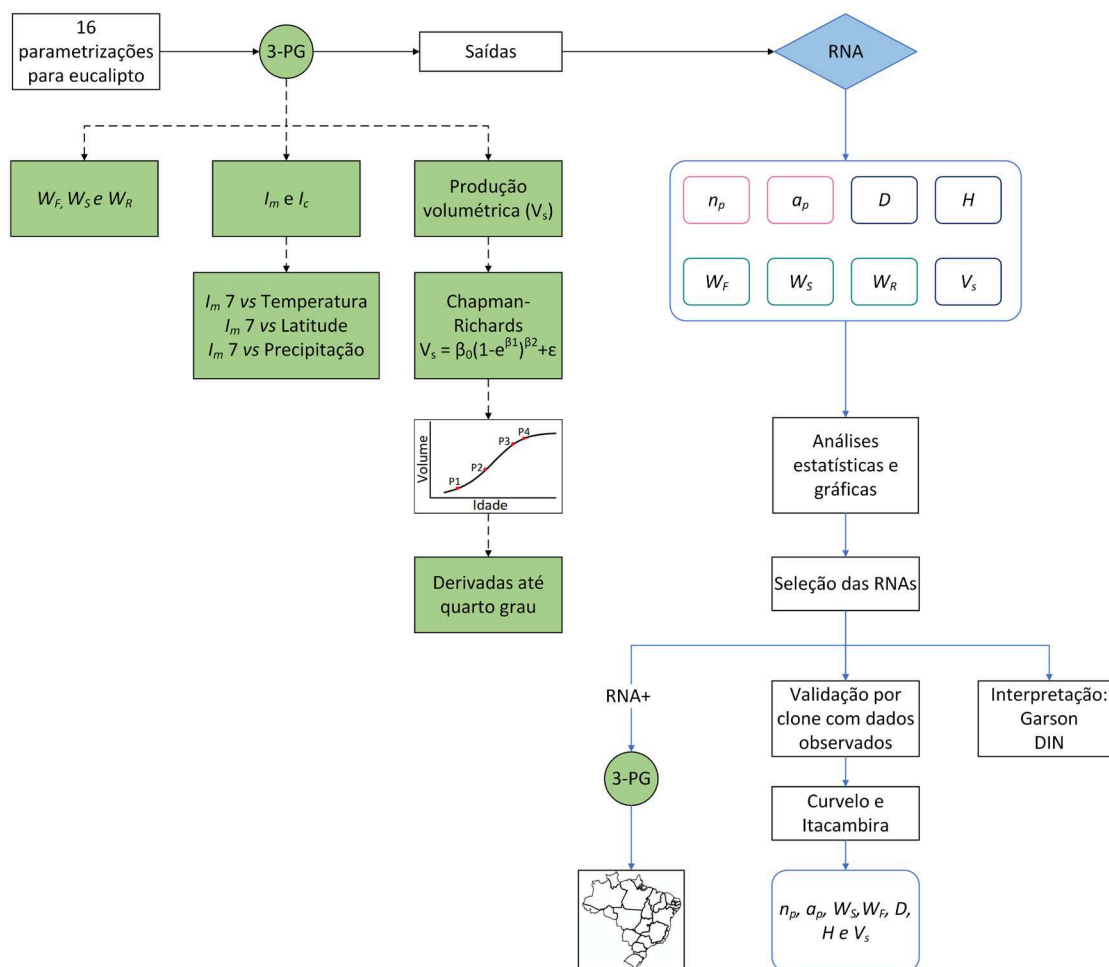 16
parametrizações
para eucalipto
3-PG
Saídas
RNA
W_F, W_S e W_R
I_m e I_c
Produção
volumétrica (V_s)
n_p
a_p
D
H
W_F
W_S
W_R
V_s
I_m 7 vs Temperatura
I_m 7 vs Latitude
I_m 7 vs Precipitação
Chapman-
Richards
V_s = β₀(1-e^β1)^β2+ε
Volume
P1
P2
P3
P4
Idade
Derivadas até
quarto grau
Análises
estatísticas e
gráficas
Seleção das RNAs
RNA+
3-PG
Validação por
clone com dados
observados
Interpretação:
Garson
DIN
Curvelo e
Itacambira
n_p, a_p, W_S,W_F, D,
H e V_s